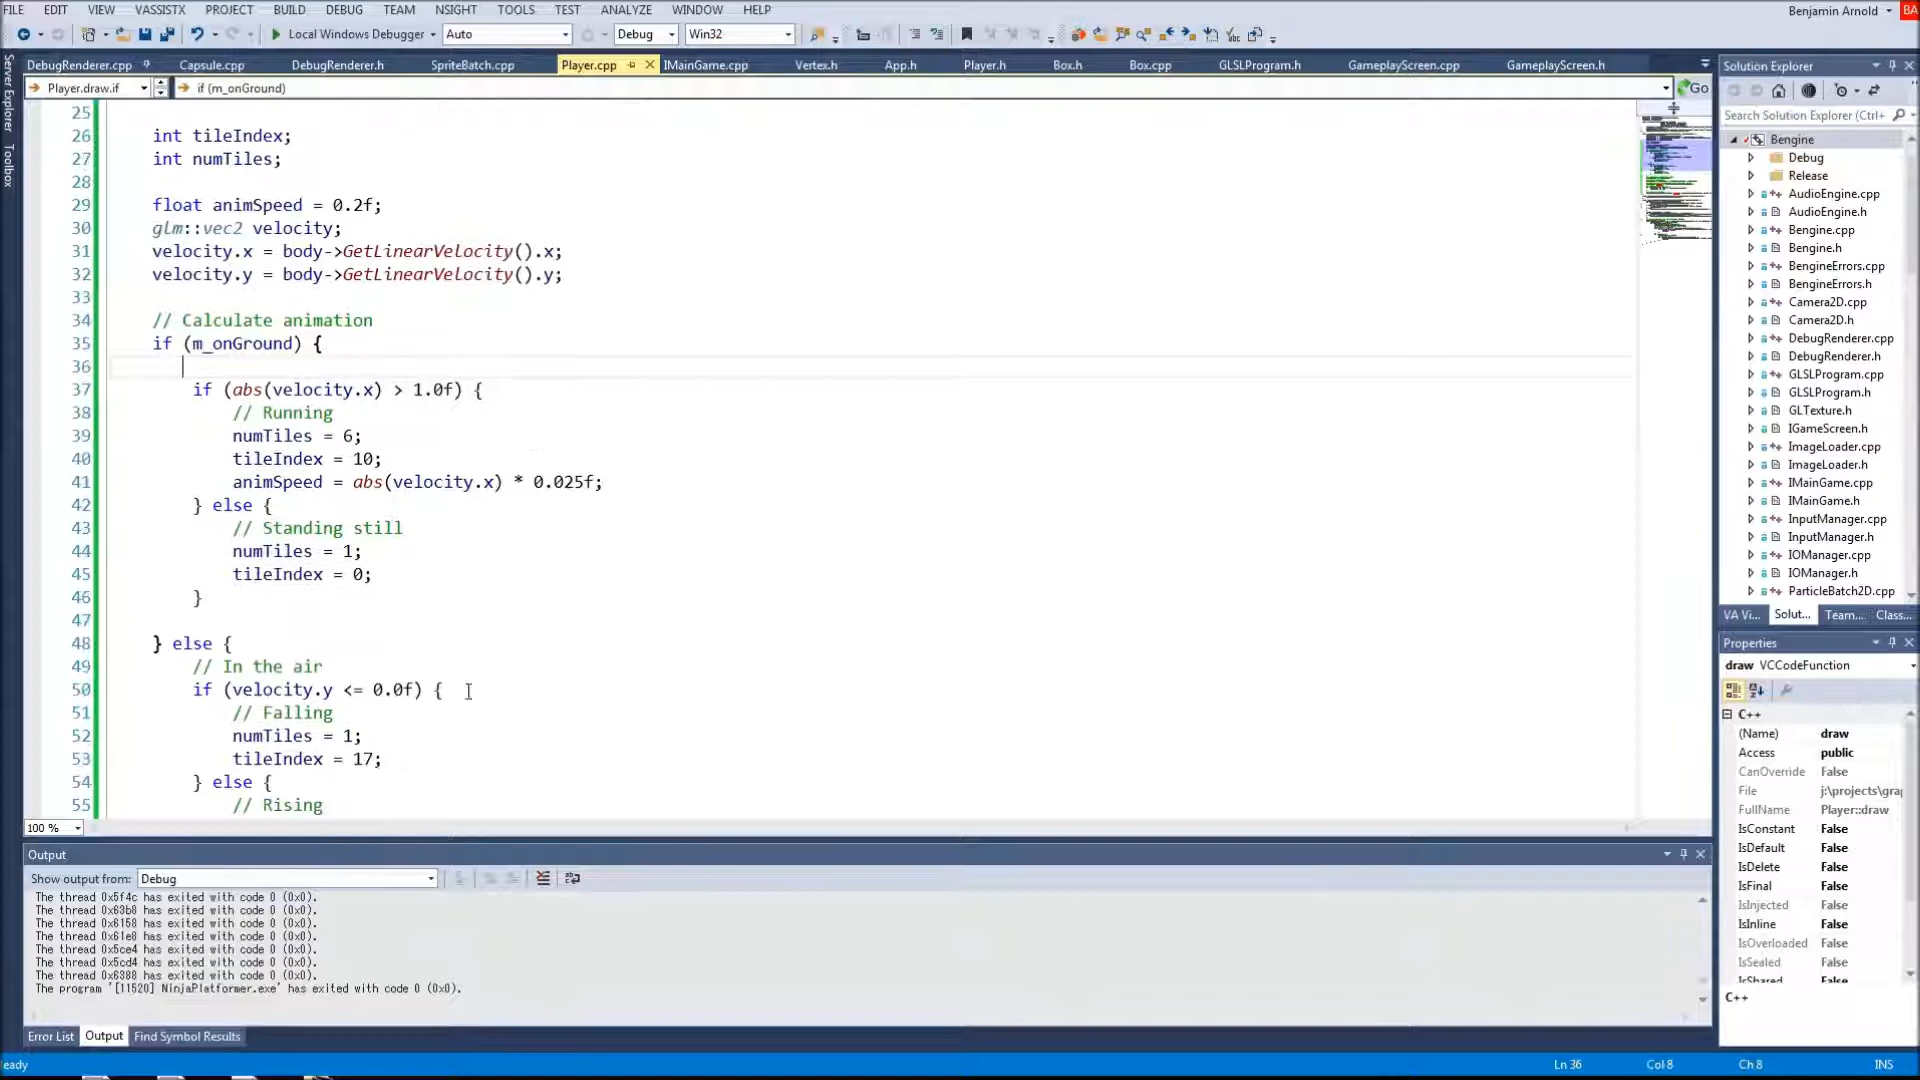 FILE EDIT VIEW VASSISTX PROJECT BUILD DEBUG TEAM NSIGHT TOOLS TEST ANALYZE WINDOW HELP Benjamin Arnold BA
Local Windows Debugger Auto Debug Win32
DebugRenderer.cpp Capsule.cpp DebugRenderer.h SpriteBatch.cpp Player.cpp IMainGame.cpp Vertex.h App.h Player.h Box.h Box.cpp GLSLProgram.h GameplayScreen.cpp GameplayScreen.h
Player.draw.if if (m_onGround) Go
Server Explorer
Toolbox
25
26 int tileIndex;
27 int numTiles;
28
29 float animSpeed = 0.2f;
30 glm::vec2 velocity;
31 velocity.x = body->GetLinearVelocity().x;
32 velocity.y = body->GetLinearVelocity().y;
33
34 // Calculate animation
35 if (m_onGround) {
36
37 if (abs(velocity.x) > 1.0f) {
38 // Running
39 numTiles = 6;
40 tileIndex = 10;
41 animSpeed = abs(velocity.x) * 0.025f;
42 } else {
43 // Standing still
44 numTiles = 1;
45 tileIndex = 0;
46 }
47
48 } else {
49 // In the air
50 if (velocity.y <= 0.0f) {
51 // Falling
52 numTiles = 1;
53 tileIndex = 17;
54 } else {
55 // Rising
100 %
Output
Show output from: Debug
The thread 0x5f4c has exited with code 0 (0x0).
The thread 0x63b8 has exited with code 0 (0x0).
The thread 0x6158 has exited with code 0 (0x0).
The thread 0x61e8 has exited with code 0 (0x0).
The thread 0x5ce4 has exited with code 0 (0x0).
The thread 0x5cd4 has exited with code 0 (0x0).
The thread 0x6388 has exited with code 0 (0x0).
The program '[11520] NinjaPlatformer.exe' has exited with code 0 (0x0).
Error List Output Find Symbol Results
Solution Explorer
Search Solution Explorer (Ctrl+
Bengine
Debug
Release
AudioEngine.cpp
AudioEngine.h
Bengine.cpp
Bengine.h
BengineErrors.cpp
BengineErrors.h
Camera2D.cpp
Camera2D.h
DebugRenderer.cpp
DebugRenderer.h
GLSLProgram.cpp
GLSLProgram.h
GLTexture.h
IGameScreen.h
ImageLoader.cpp
ImageLoader.h
IMainGame.cpp
IMainGame.h
InputManager.cpp
InputManager.h
IOManager.cpp
IOManager.h
ParticleBatch2D.cpp
VA Vi... Solut... Team... Class...
Properties
draw VCCodeFunction
C++
(Name) draw
Access public
CanOverride False
File j:\projects\gra
FullName Player::draw
IsConstant False
IsDefault False
IsDelete False
IsFinal False
IsInjected False
IsInline False
IsOverloaded False
IsSealed False
IsShared False
C++
eady Ln 36 Col 8 Ch 8 INS